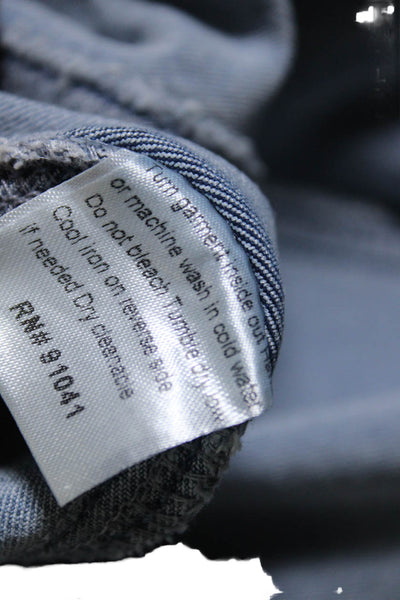 Turn garment inside out
or machine wash in cold water
Do not bleach Tumble dry low
Cool iron on reverse side
if needed Dry cleanable
RN# 91041